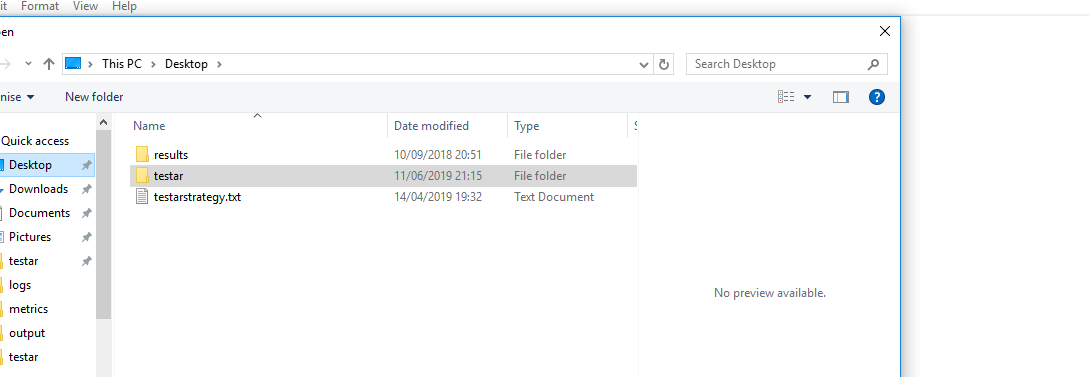 it Format View Help
en
This PC Desktop
Search Desktop
nise New folder
?
Name Date modified Type S
Quick access
Desktop
Downloads
Documents
Pictures
testar
logs
metrics
output
testar
results 10/09/2018 20:51 File folder
testar 11/06/2019 21:15 File folder
testarstrategy.txt 14/04/2019 19:32 Text Document
No preview available.